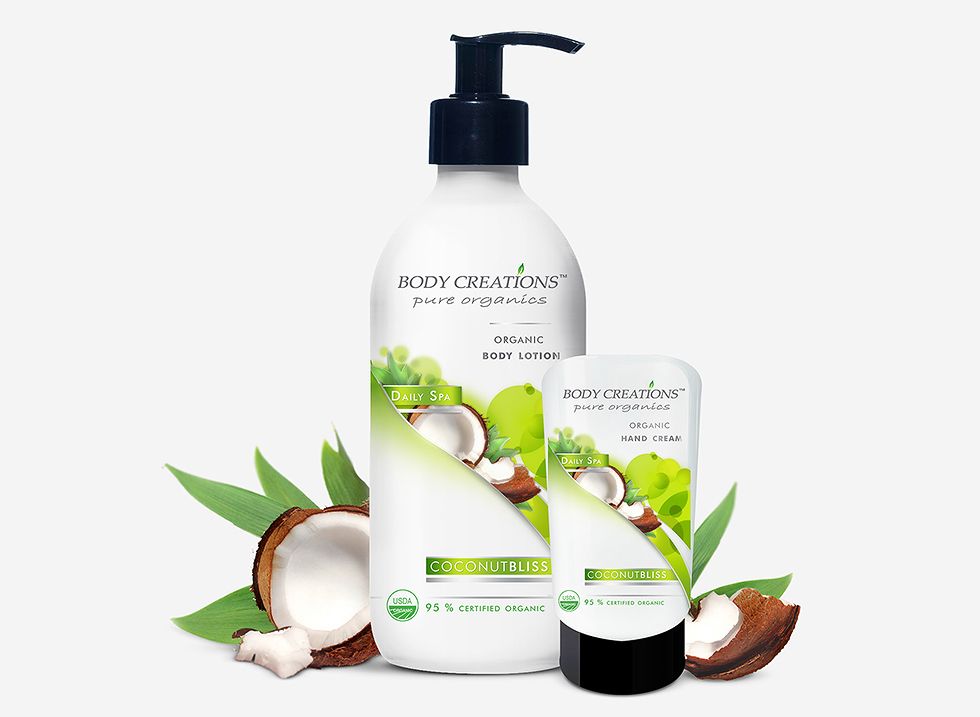 BODY CREATIONS™
pure organics
ORGANIC
BODY LOTION
DAILY SPA
COCONUTBLISS
USDA
ORGANIC
95 % CERTIFIED ORGANIC
BODY CREATIONS™
pure organics
ORGANIC
HAND CREAM
DAILY SPA
COCONUTBLISS
USDA
ORGANIC
95 % CERTIFIED ORGANIC